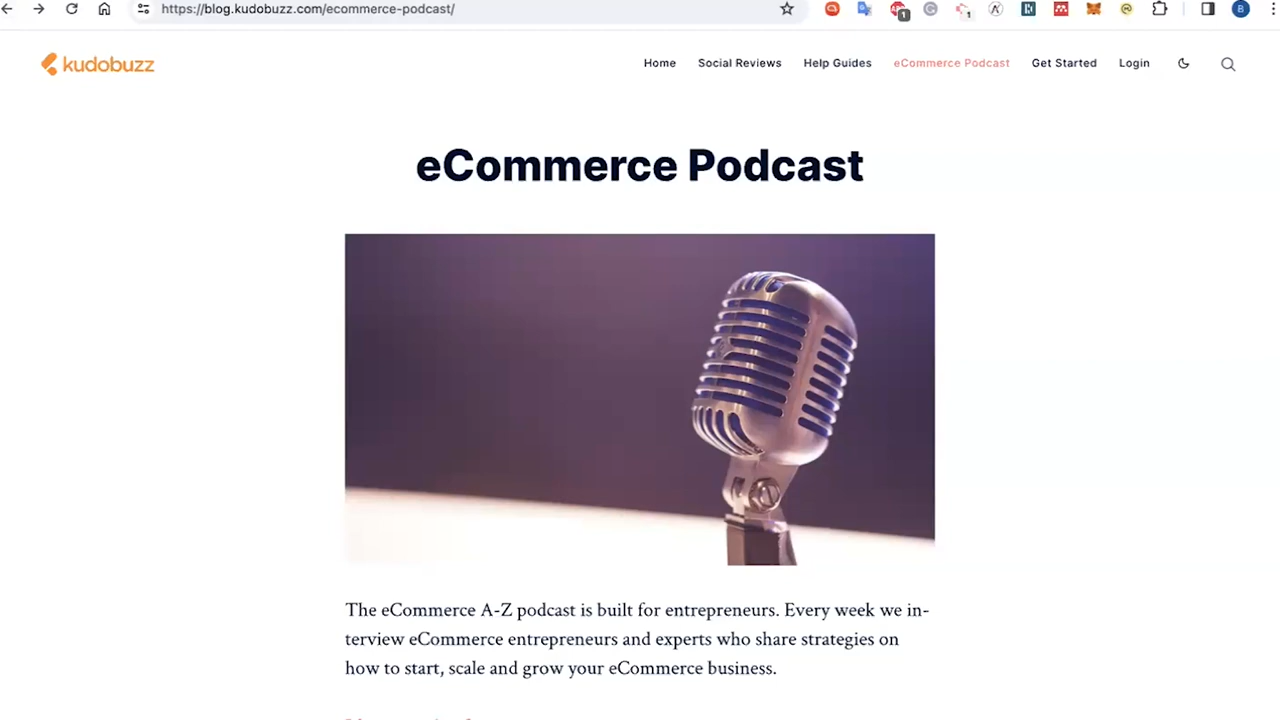 https://blog.kudobuzz.com/ecommerce-podcast/
1
1
B
kudobuzz
Home
Social Reviews
Help Guides
eCommerce Podcast
Get Started
Login
eCommerce Podcast
The eCommerce A-Z podcast is built for entrepreneurs. Every week we in-
terview eCommerce entrepreneurs and experts who share strategies on
how to start, scale and grow your eCommerce business.